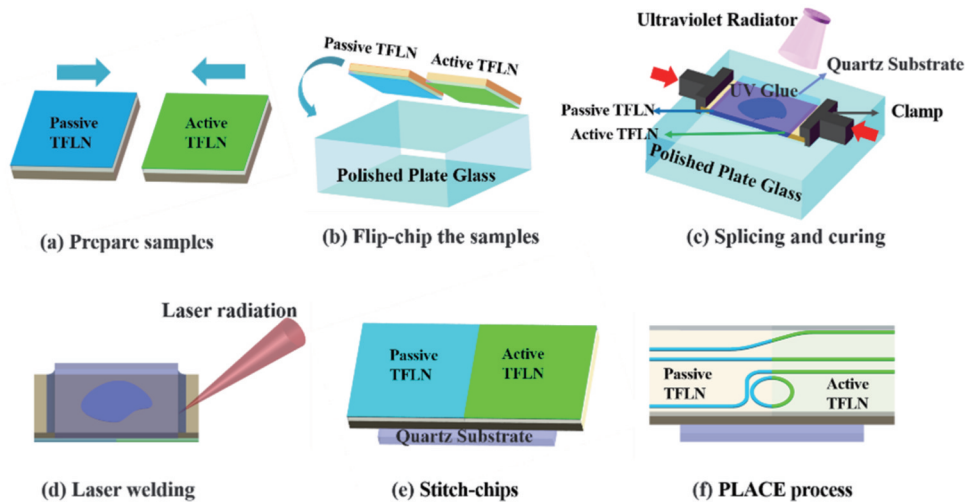 Passive
TFLN
Active
TFLN
(a) Prepare samples
Passive TFLN
Active TFLN
Polished Plate Glass
(b) Flip-chip the samples
Ultraviolet Radiator
Quartz Substrate
UV Glue
Passive TFLN
Clamp
Active TFLN
Polished Plate Glass
(c) Splicing and curing
Laser radiation
(d) Laser welding
Passive
TFLN
Active
TFLN
Quartz Substrate
(e) Stitch-chips
Passive
TFLN
Active
TFLN
(f) PLACE process